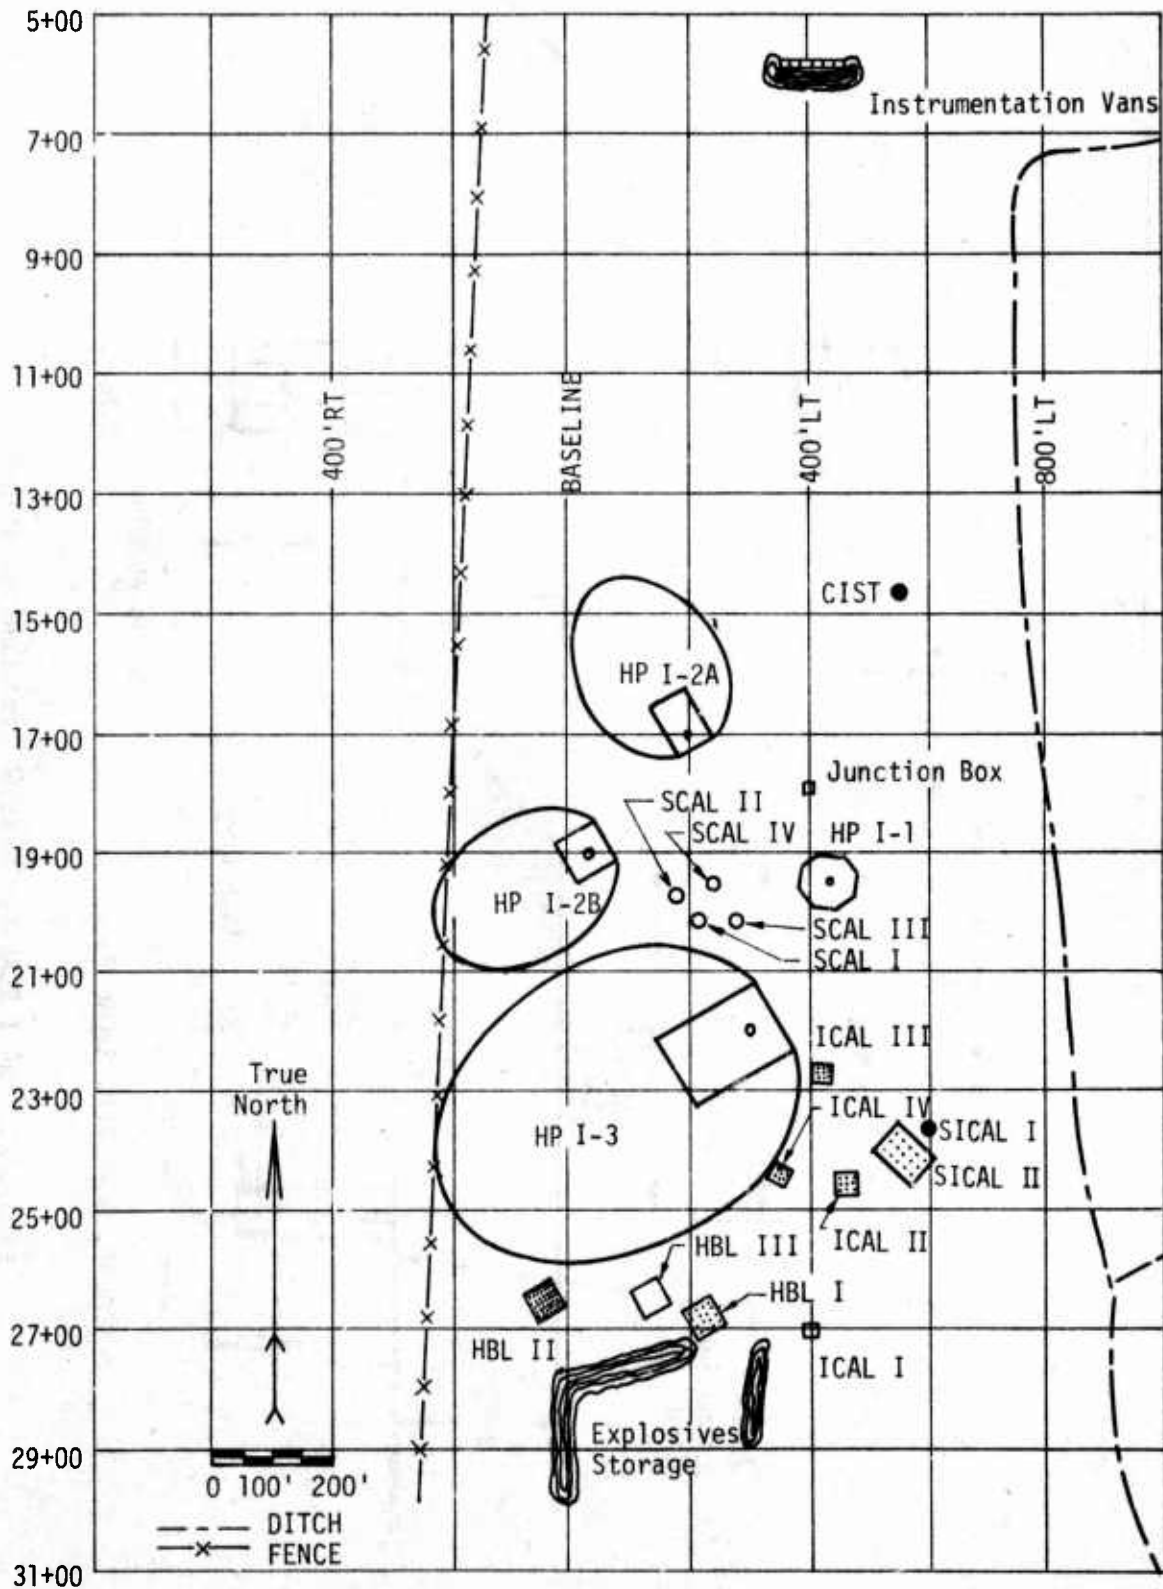 5+00
Instrumentation Vans
7+00
9+00
11+00
400'RT
BASELINE
400'LT
800'LT
13+00
CIST
15+00
HP I-2A
17+00
Junction Box
SCAL II
SCAL IV
HP I-1
19+00
HP I-2B
SCAL III
SCAL I
21+00
ICAL III
True
North
23+00
ICAL IV
HP I-3
SICAL I
SICAL II
25+00
ICAL II
HBL III
HBL I
27+00
HBL II
ICAL I
Explosives
Storage
29+00
0 100' 200'
DITCH
FENCE
31+00